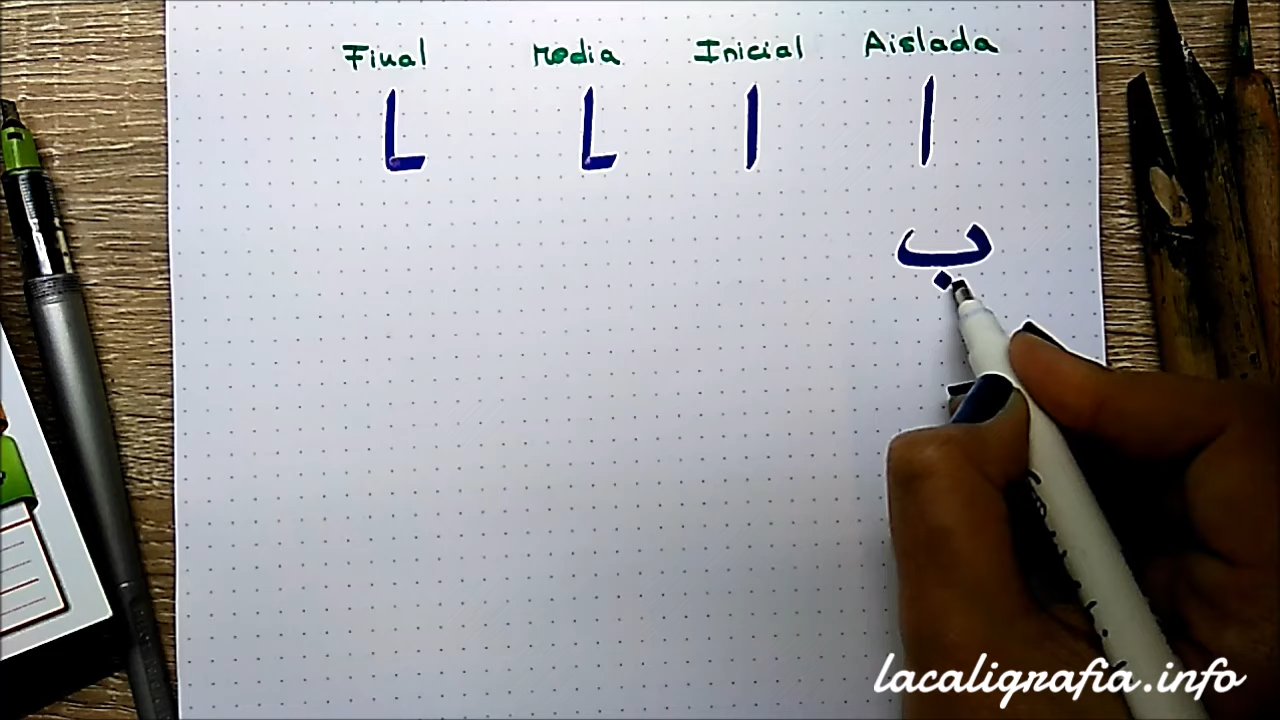 Final Media Inicial Aislada
ا ا ـا ـا
ب
lacaligrafia.info